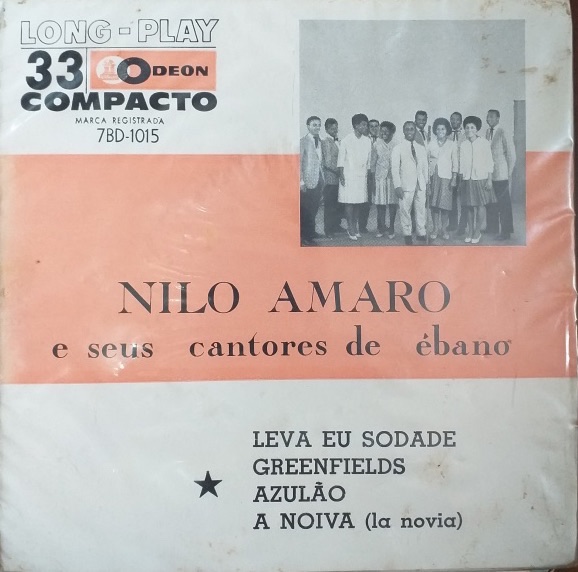 LONG-PLAY
33 ODEON
COMPACTO
MARCA REGISTRADA
7BD-1015
NILO AMARO
e seus cantores de ébano
LEVA EU SODADE
GREENFIELDS
AZULÃO
A NOIVA (la novia)